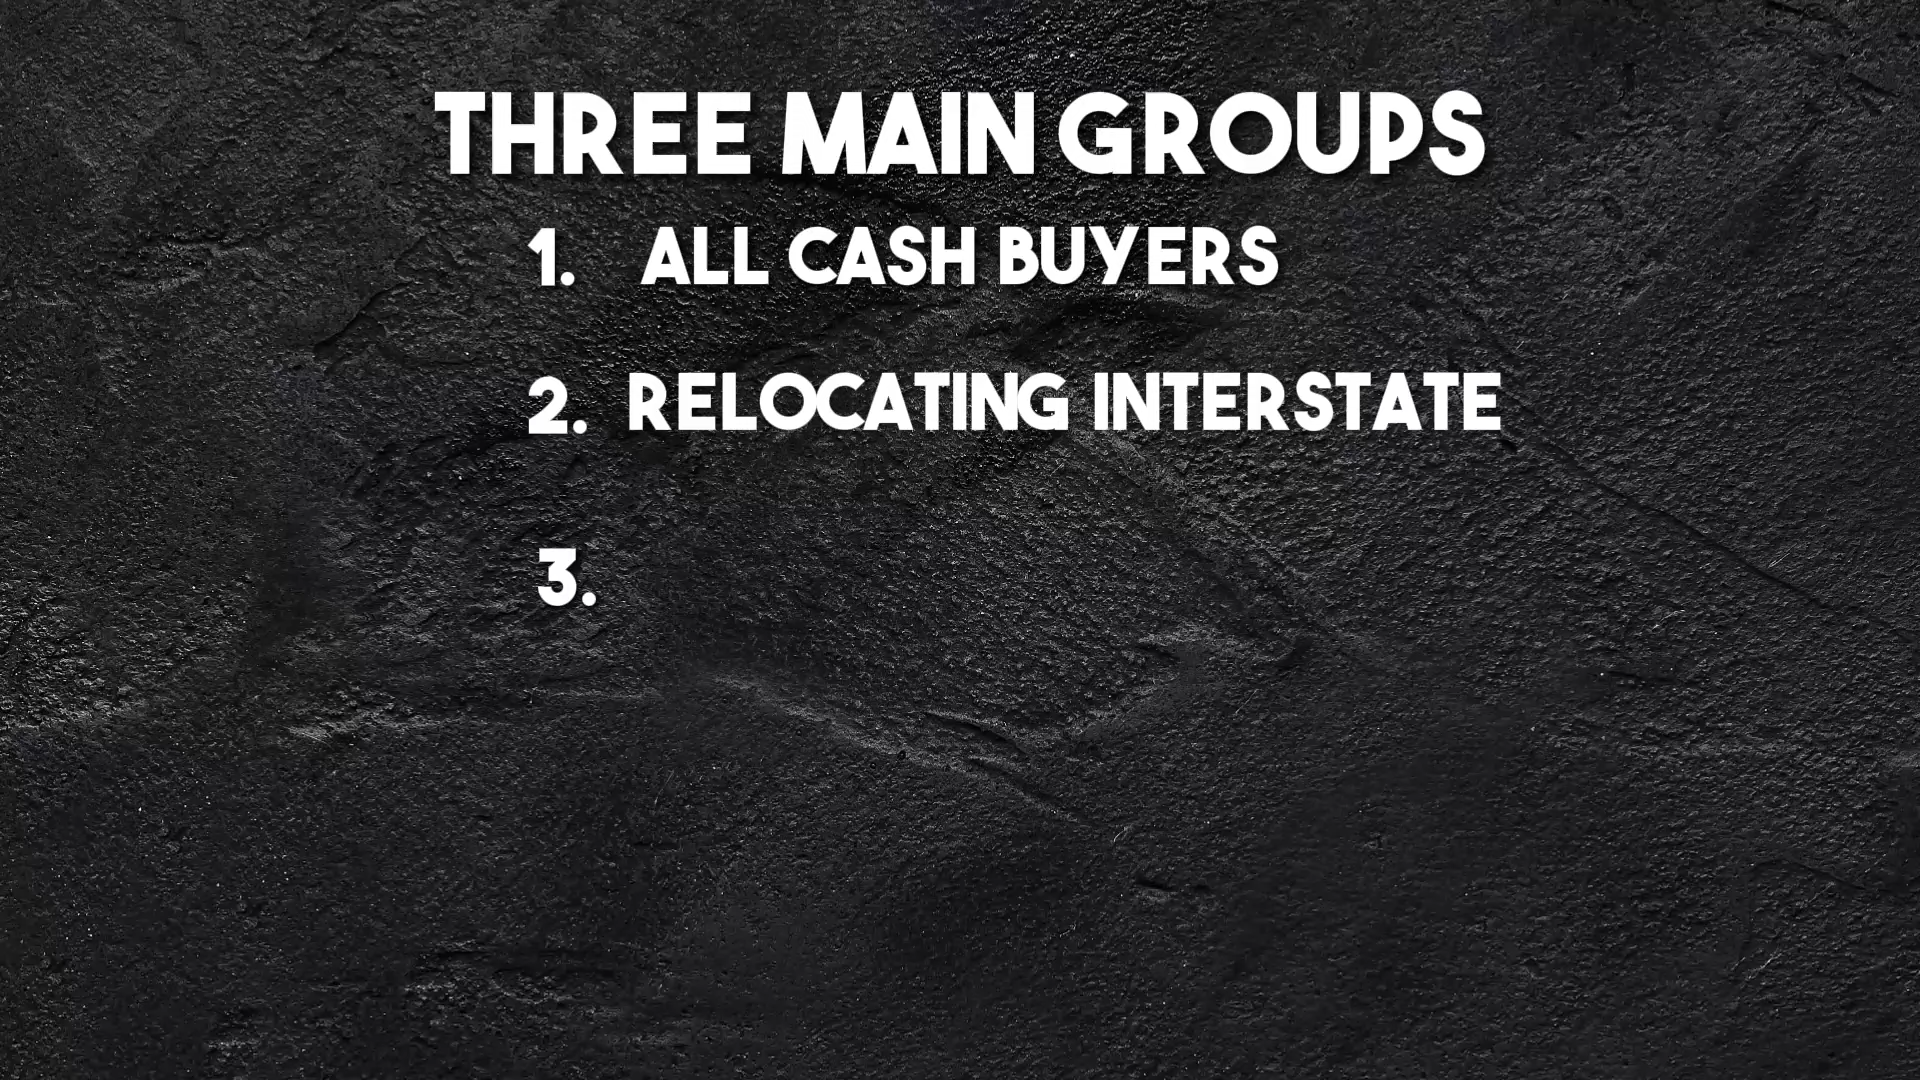 THREE MAIN GROUPS
1. ALL CASH BUYERS
2. RELOCATING INTERSTATE
3.